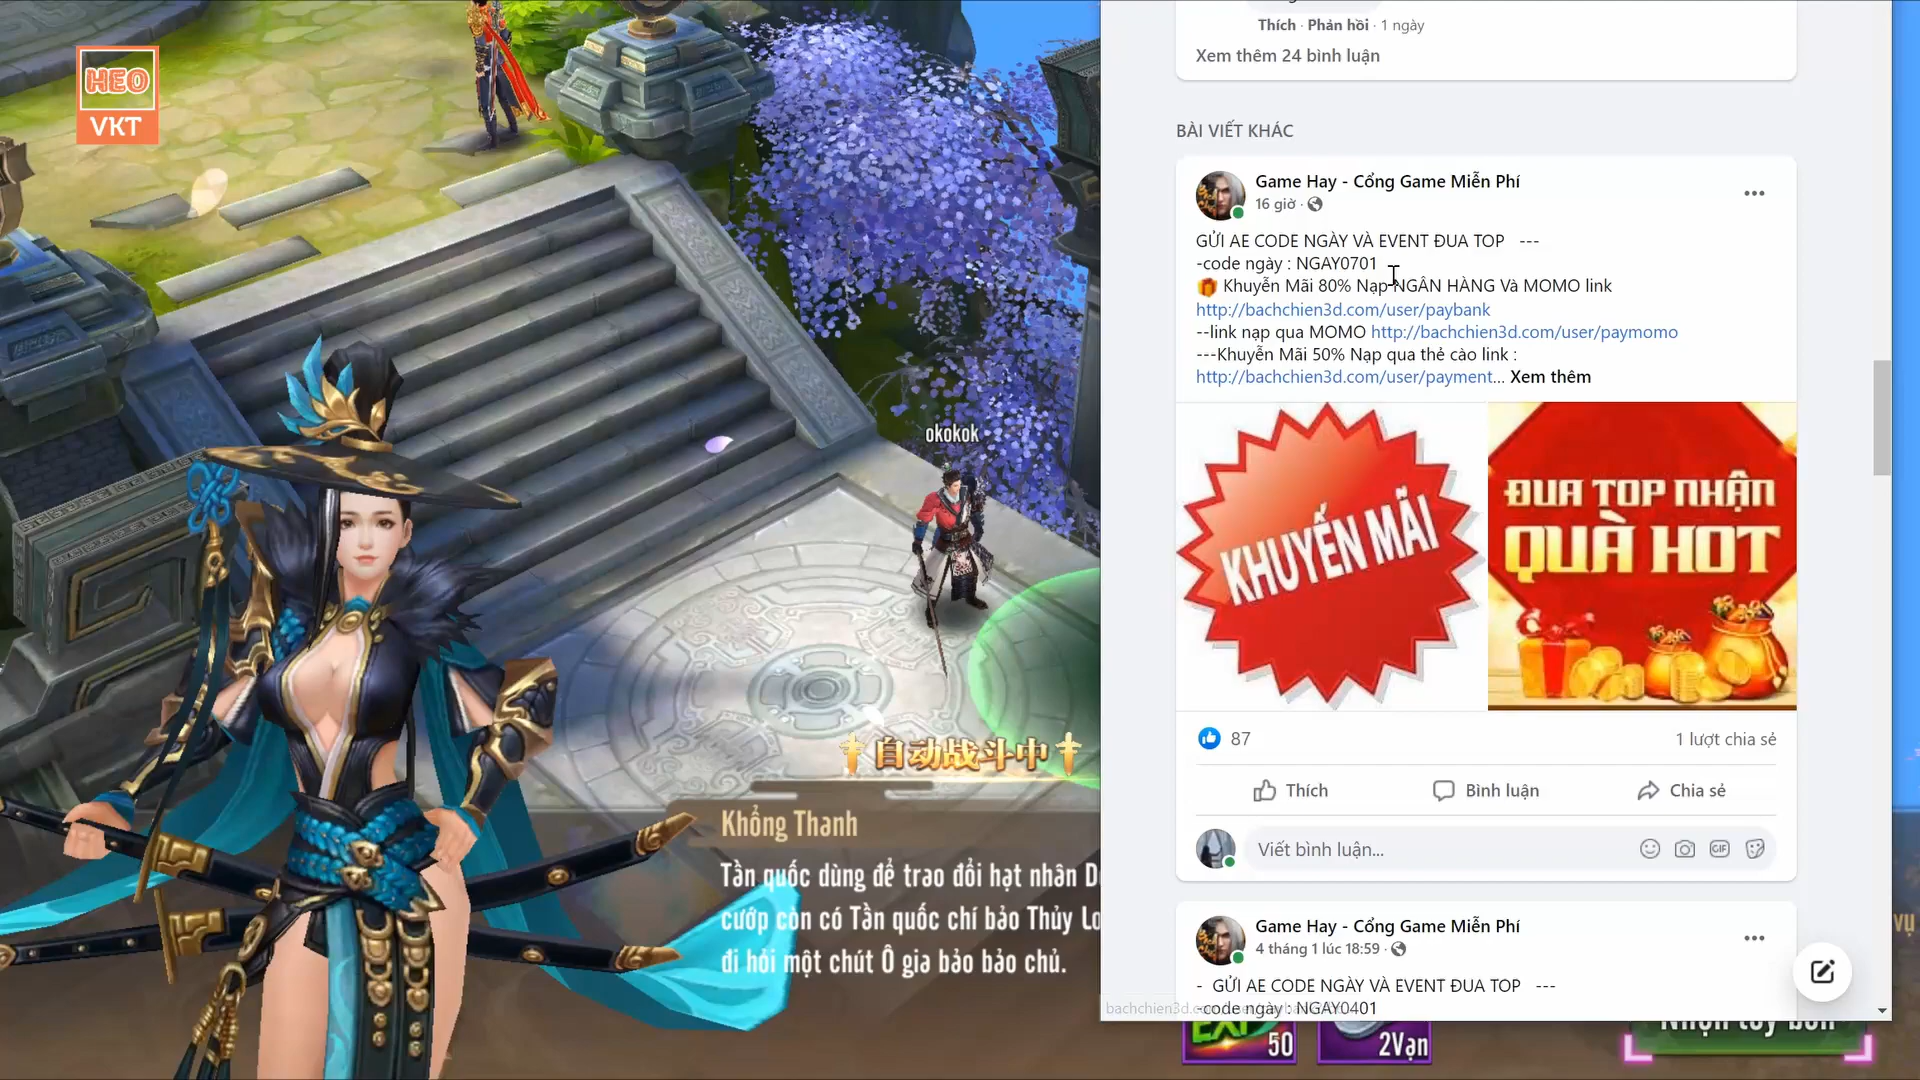 HEO
VKT
okokok
自动战斗中
Khổng Thanh
Tần quốc dùng để trao đổi hạt nhân
cướp còn có Tần quốc chí bảo Thủy
đi hỏi một chút Ô gia bảo bảo chủ.
Thích · Phản hồi · 1 ngày
Xem thêm 24 bình luận
BÀI VIẾT KHÁC
Game Hay - Cổng Game Miễn Phí
16 giờ ·
GỬI AE CODE NGÀY VÀ EVENT ĐUA TOP ---
-code ngày : NGAY0701
Khuyễn Mãi 80% Nạp NGÂN HÀNG Và MOMO link
http://bachchien3d.com/user/paybank
--link nạp qua MOMO http://bachchien3d.com/user/paymomo
---Khuyễn Mãi 50% Nạp qua thẻ cào link :
http://bachchien3d.com/user/payment... Xem thêm
KHUYẾN MÃI
ĐUA TOP NHẬN
QUÀ HOT
87
1 lượt chia sẻ
Thích
Bình luận
Chia sẻ
Viết bình luận...
GIF
Game Hay - Cổng Game Miễn Phí
4 tháng 1 lúc 18:59 ·
- GỬI AE CODE NGÀY VÀ EVENT ĐUA TOP ---
-code ngày : NGAY0401
EXP
50
2Vạn